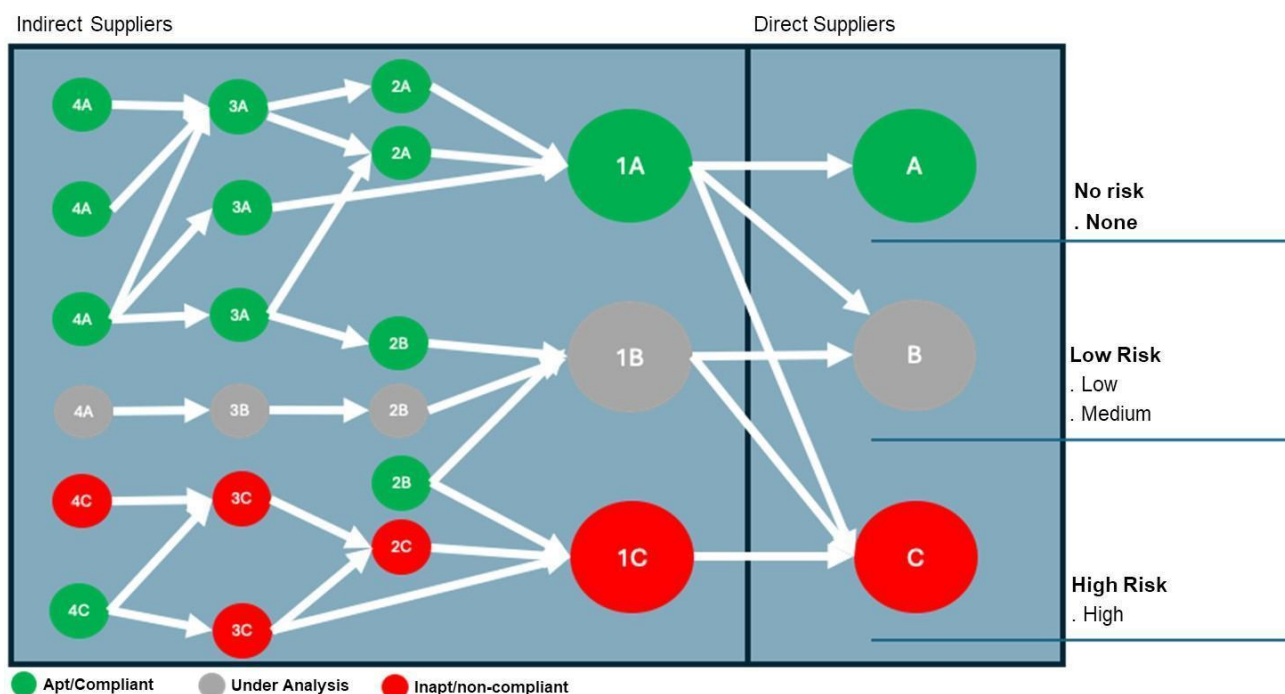 Indirect Suppliers
Direct Suppliers
4A
3A
2A
2A
1A
A
4A
3A
No risk
. None
4A
3A
2B
1B
B
Low Risk
. Low
. Medium
4A
3B
2B
2B
4C
3C
2C
1C
C
High Risk
. High
4C
3C
Apt/Compliant
Under Analysis
Inapt/non-compliant